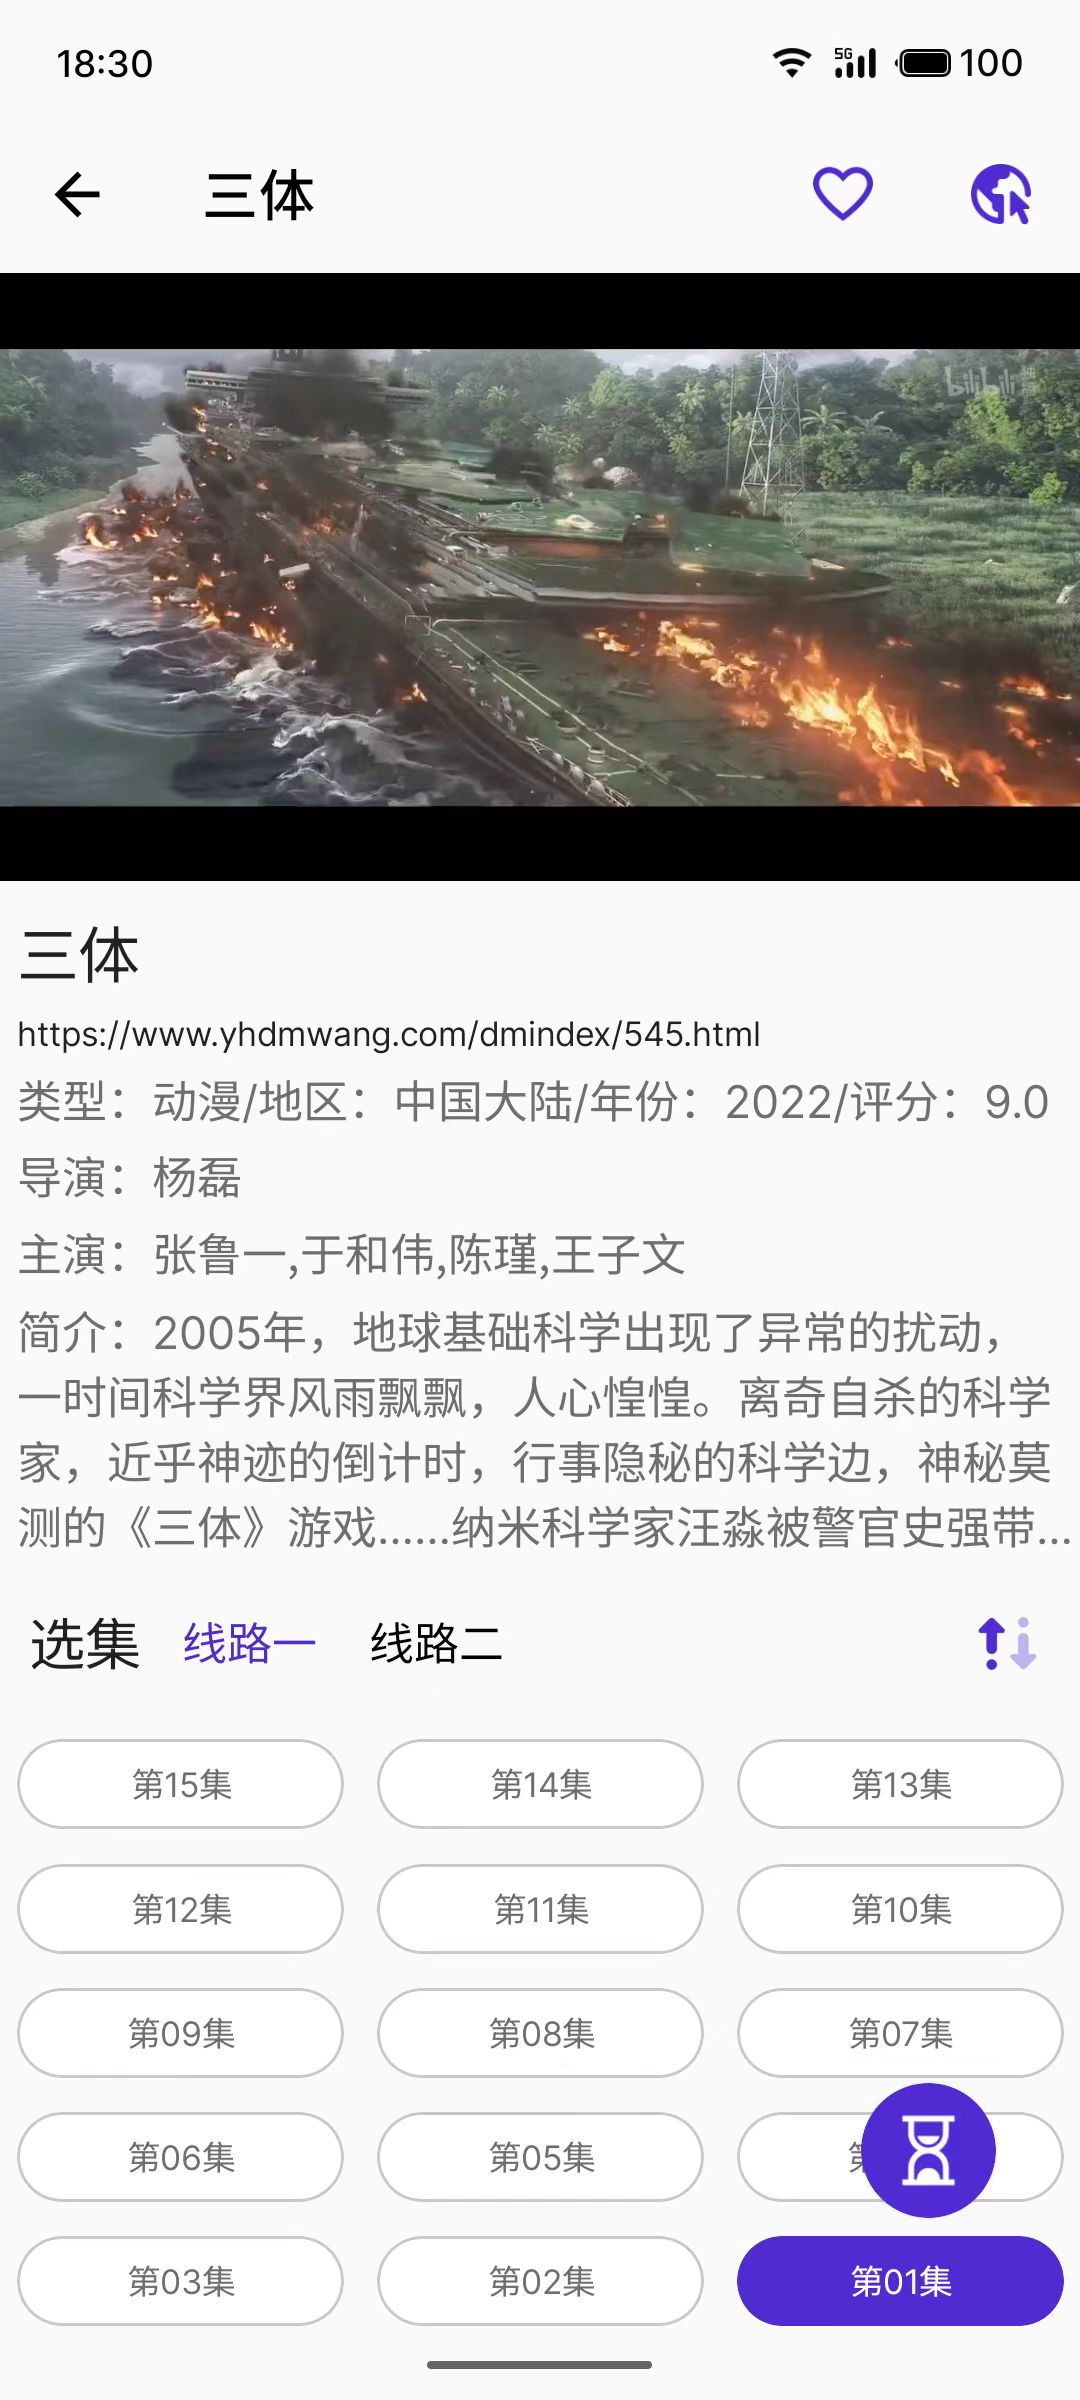 18:30
5G
100
三体
bilibili
三体
https://www.yhdmwang.com/dmindex/545.html
类型：动漫/地区：中国大陆/年份：2022/评分：9.0
导演：杨磊
主演：张鲁一,于和伟,陈瑾,王子文
简介：2005年，地球基础科学出现了异常的扰动，
一时间科学界风雨飘飘，人心惶惶。离奇自杀的科学
家，近乎神迹的倒计时，行事隐秘的科学边，神秘莫
测的《三体》游戏……纳米科学家汪淼被警官史强带...
选集 线路一 线路二
第15集 第14集 第13集
第12集 第11集 第10集
第09集 第08集 第07集
第06集 第05集
第03集 第02集 第01集